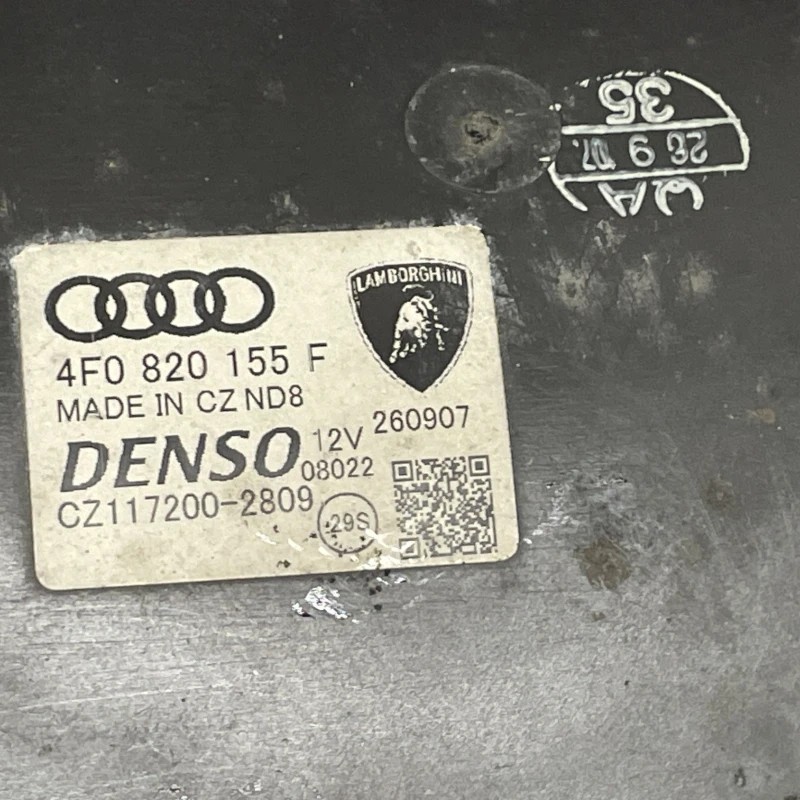 35
26 9 '07.
QA
LAMBORGHINI
4F0 820 155 F
MADE IN CZ ND8
DENSO 12V 260907
08022
CZ117200-2809
29S